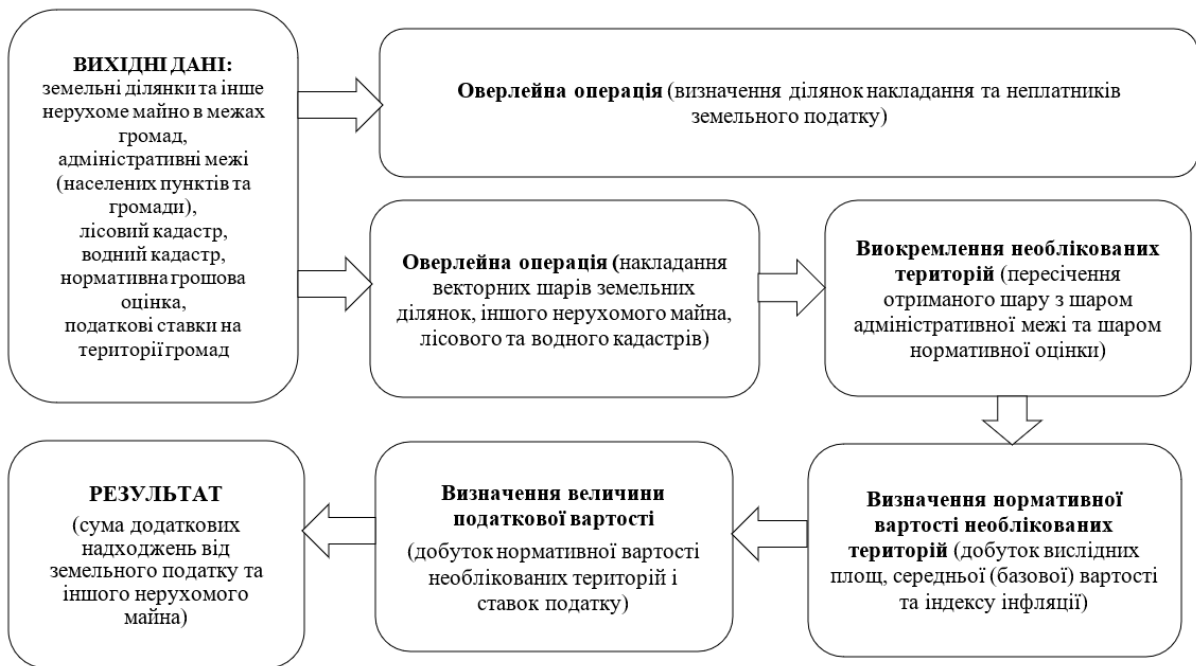 ВИХІДНІ ДАНІ:
земельні ділянки та інше
нерухоме майно в межах
громад,
адміністративні межі
(населених пунктів та
громади),
лісовий кадастр,
водний кадастр,
нормативна грошова
оцінка,
податкові ставки на
території громад
Оверлейна операція (визначення ділянок накладання та неплатників
земельного податку)
Оверлейна операція (накладання
векторних шарів земельних
ділянок, іншого нерухомого майна,
лісового та водного кадастрів)
Виокремлення необлікованих
територій (пересічення
отриманого шару з шаром
адміністративної межі та шаром
нормативної оцінки)
Визначення нормативної
вартості необлікованих
територій (добуток вислідних
площ, середньої (базової) вартості
та індексу інфляції)
Визначення величини
податкової вартості
(добуток нормативної вартості
необлікованих територій і
ставок податку)
РЕЗУЛЬТАТ
(сума додаткових
надходжень від
земельного податку та
іншого нерухомого
майна)